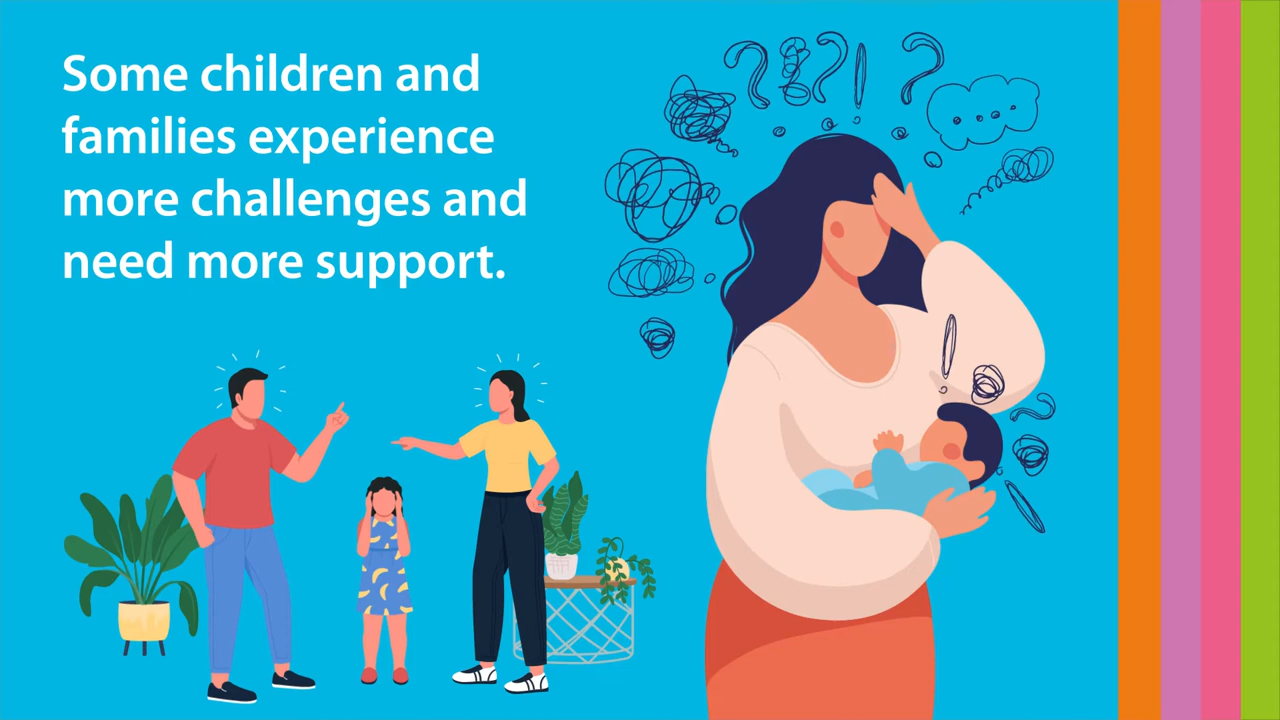 Some children and
families experience
more challenges and
need more support.
?!?! ?
....
!
?